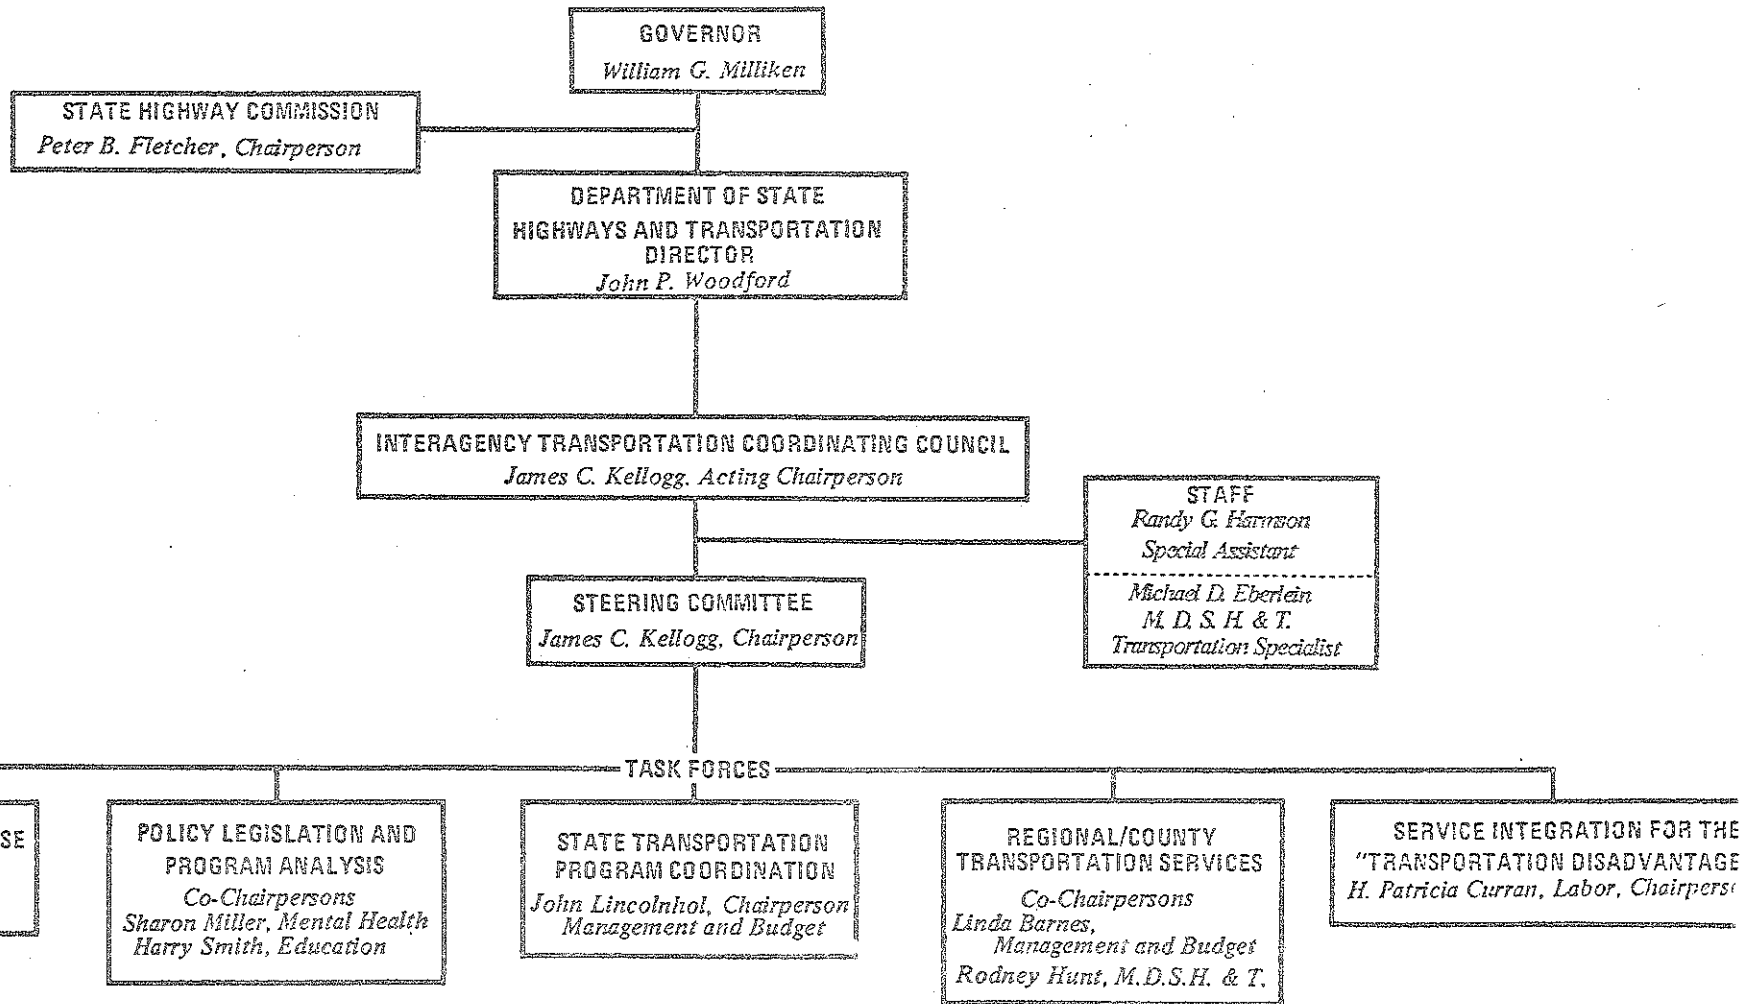 GOVERNOR
William G. Milliken
STATE HIGHWAY COMMISSION
Peter B. Fletcher, Chairperson
DEPARTMENT OF STATE
HIGHWAYS AND TRANSPORTATION
DIRECTOR
John P. Woodford
INTERAGENCY TRANSPORTATION COORDINATING COUNCIL
James C. Kellogg, Acting Chairperson
STAFF
Randy G. Harmson
Special Assistant
Michael D. Eberlein
M. D. S. H. & T.
Transportation Specialist
STEERING COMMITTEE
James C. Kellogg, Chairperson
TASK FORCES
SE
POLICY LEGISLATION AND
PROGRAM ANALYSIS
Co-Chairpersons
Sharon Miller, Mental Health
Harry Smith, Education
STATE TRANSPORTATION
PROGRAM COORDINATION
John Lincolnhol, Chairperson
Management and Budget
REGIONAL/COUNTY
TRANSPORTATION SERVICES
Co-Chairpersons
Linda Barnes,
Management and Budget
Rodney Hunt, M.D.S.H. & T.
SERVICE INTEGRATION FOR THE
"TRANSPORTATION DISADVANTAGE
H. Patricia Curran, Labor, Chairpers